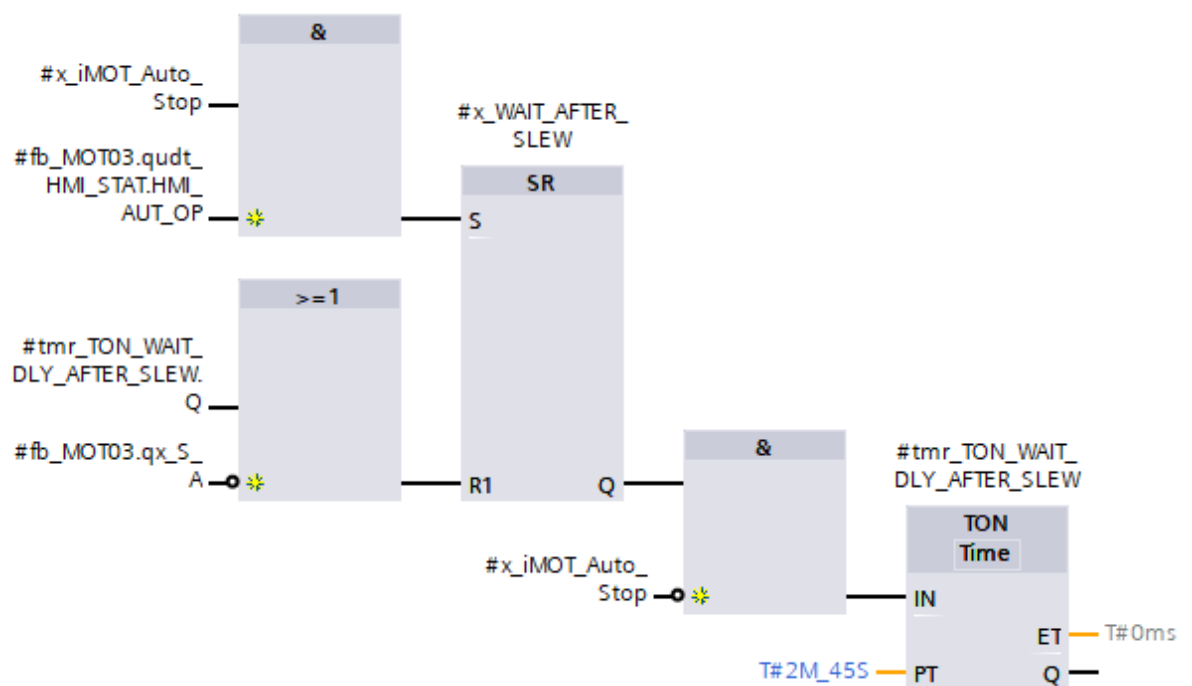 &
#x_iMOT_Auto_
Stop
#fb_MOT03.qudt_
HMI_STAT.HMI_
AUT_OP
#x_WAIT_AFTER_
SLEW
SR
S
>=1
#tmr_TON_WAIT_
DLY_AFTER_SLEW.
Q
#fb_MOT03.qx_S_
A
R1
Q
&
#x_iMOT_Auto_
Stop
#tmr_TON_WAIT_
DLY_AFTER_SLEW
TON
Time
IN
ET
T#0ms
T#2M_45S
PT
Q